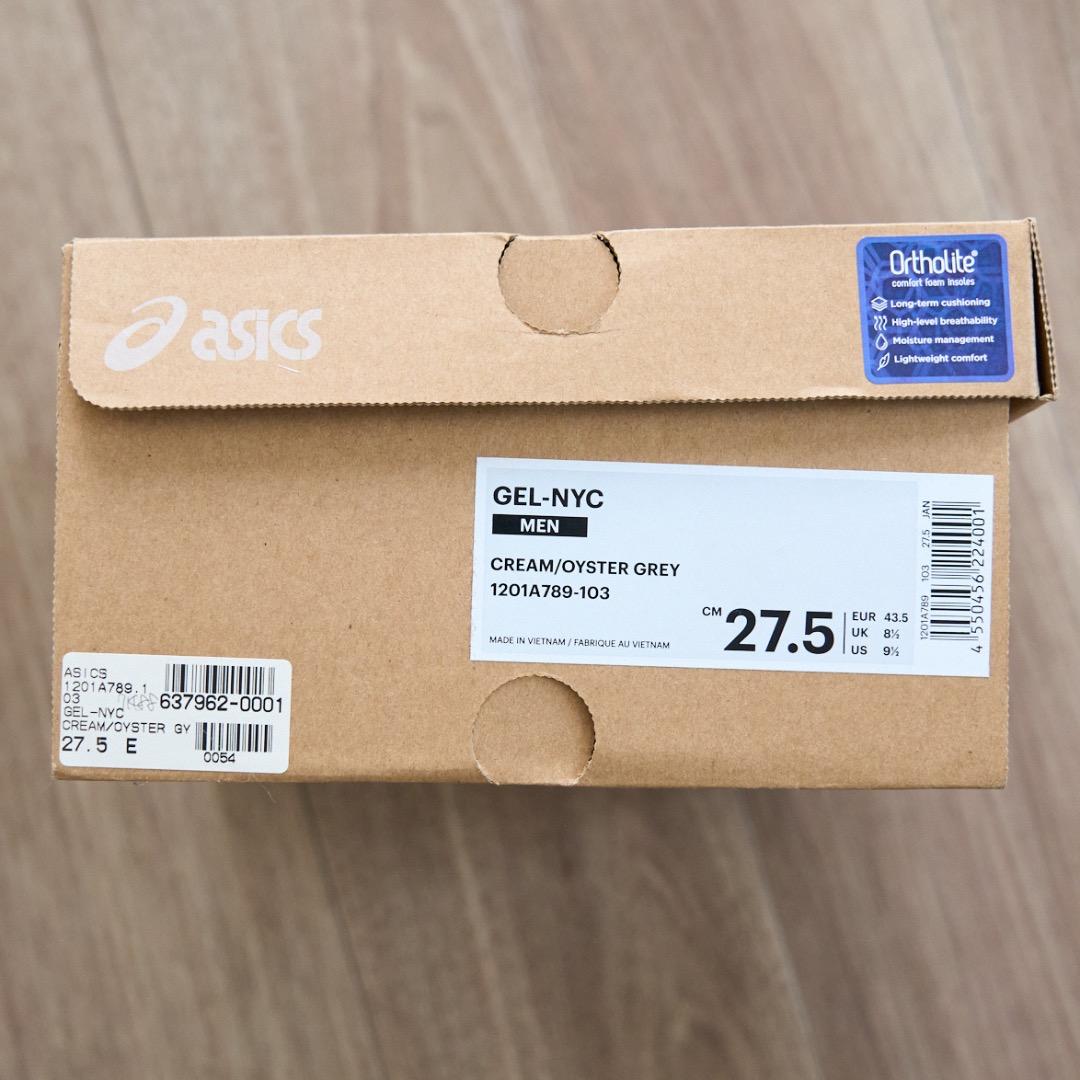 asics
Ortholite®
comfort foam insoles
Long-term cushioning
High-level breathability
Moisture management
Lightweight comfort
GEL-NYC
MEN
CREAM/OYSTER GREY
1201A789-103
MADE IN VIETNAM / FABRIQUE AU VIETNAM
CM 27.5
EUR 43.5
UK 8½
US 9½
1201A789 103 27.5 JAN
4 550456 224001
ASICS
1201A789.1
03
637962-0001
GEL-NYC
CREAM/OYSTER GY
27.5 E
0054